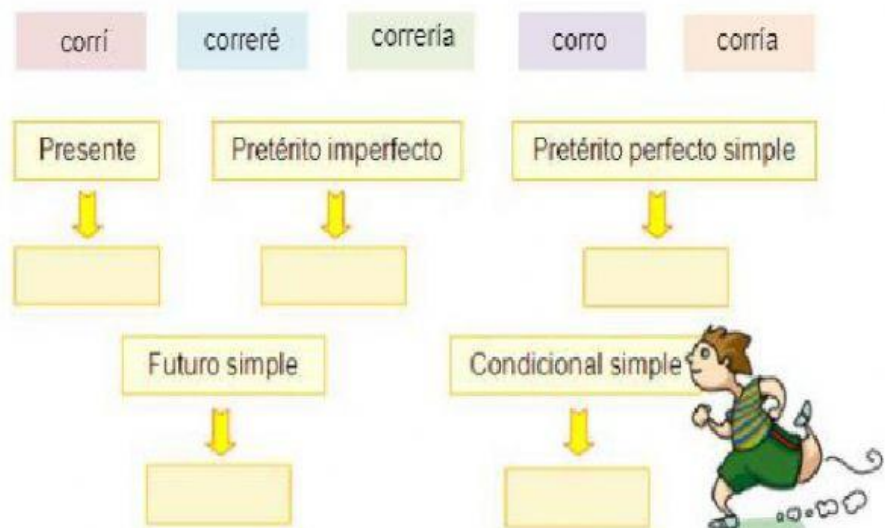 corrí correré correría corro corría
Presente Pretérito imperfecto Pretérito perfecto simple
Futuro simple Condicional simple